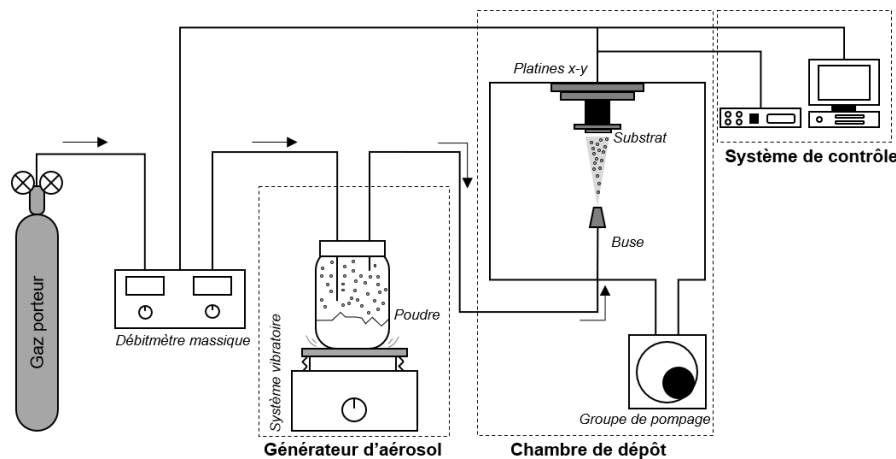 Platines x-y
Substrat
Système de contrôle
Buse
Gaz porteur
Poudre
Débitmètre massique
Système vibratoire
Groupe de pompage
Générateur d'aérosol
Chambre de dépôt